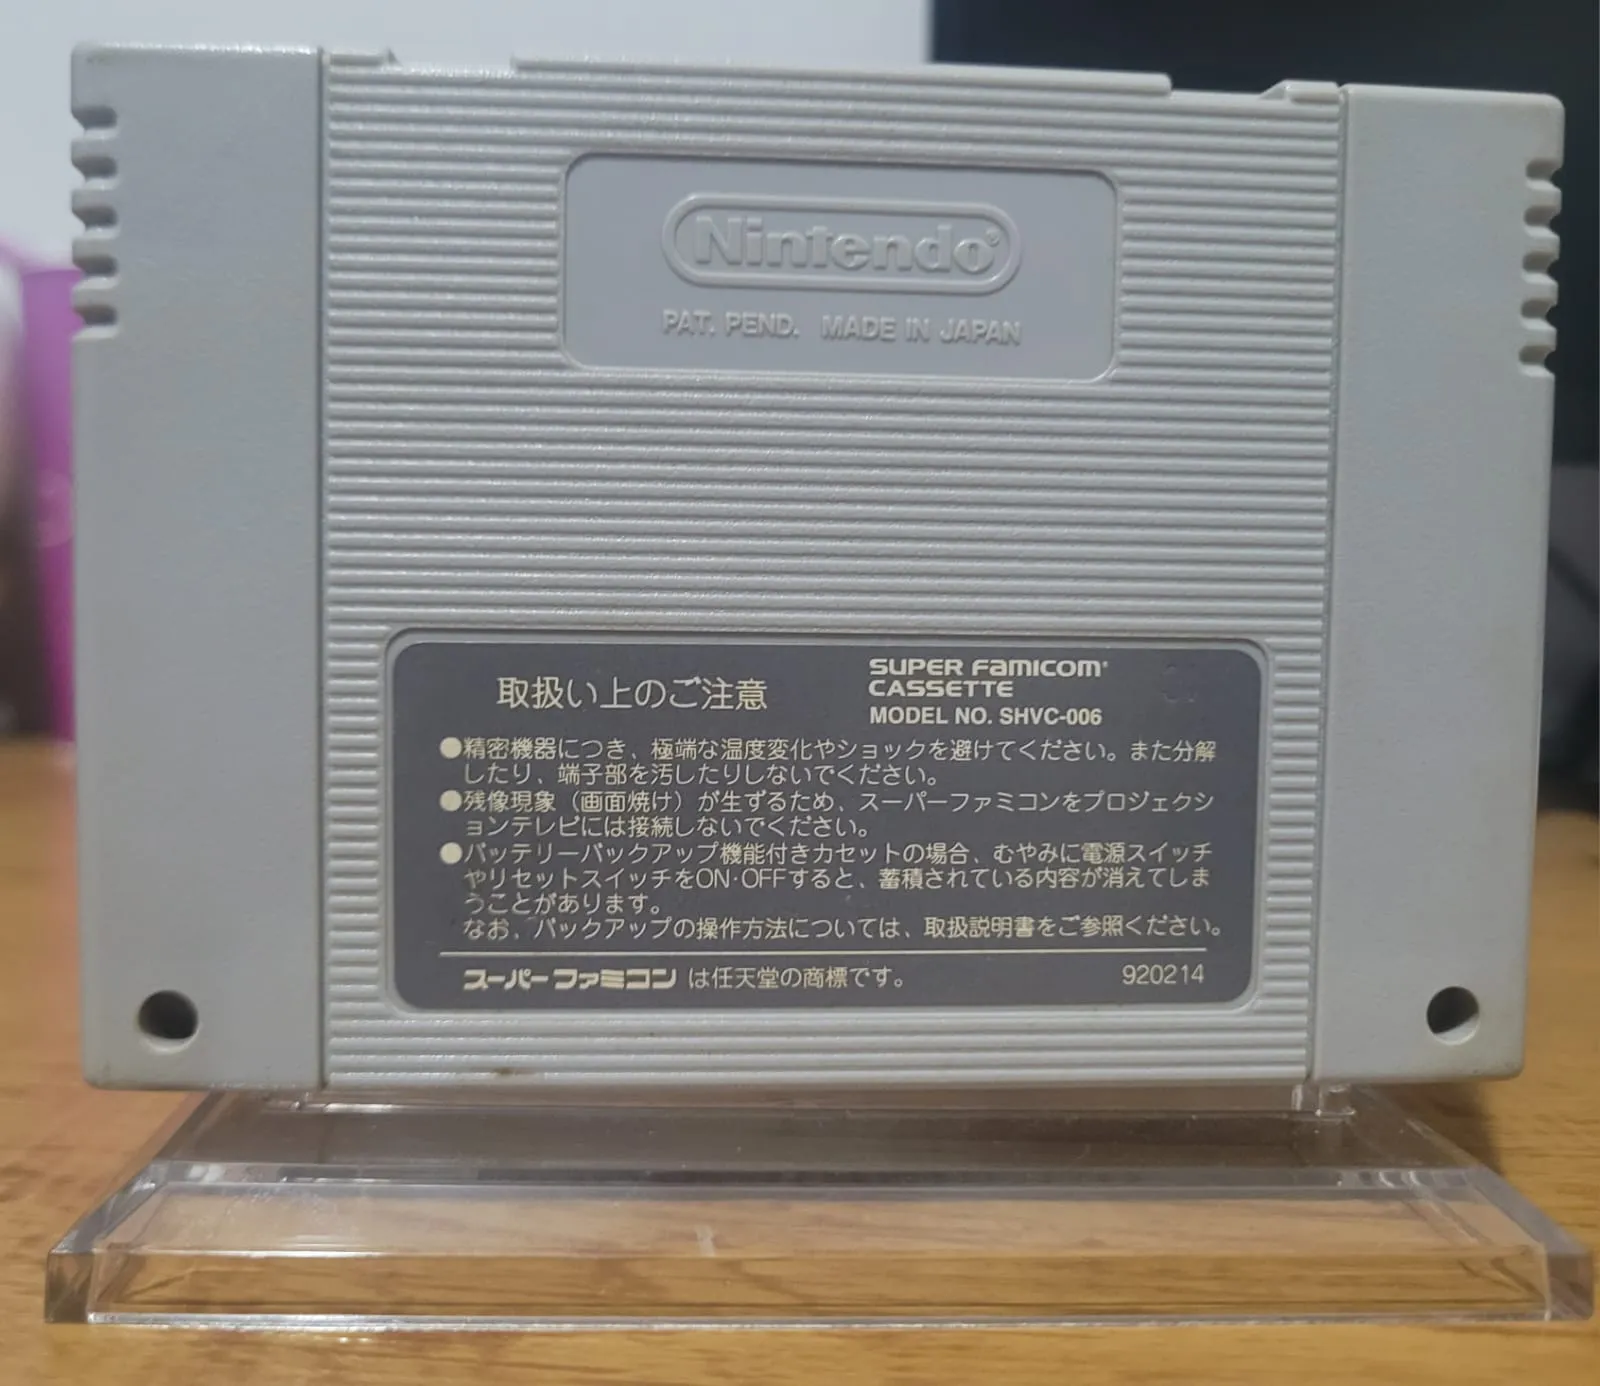 Nintendo®
PAT. PEND. MADE IN JAPAN
取扱い上のご注意
SUPER FAMICOM®
CASSETTE
MODEL NO. SHVC-006
●精密機器につき、極端な温度変化やショックを避けてください。また分解
したり、端子部を汚したりしないでください。
●残像現象（画面焼け）が生ずるため、スーパーファミコンをプロジェクシ
ョンテレビには接続しないでください。
●バッテリーバックアップ機能付きカセットの場合、むやみに電源スイッチ
やリセットスイッチをON・OFFすると、蓄積されている内容が消えてしま
うことがあります。
なお、バックアップの操作方法については、取扱説明書をご参照ください。
スーパーファミコン は任天堂の商標です。
920214